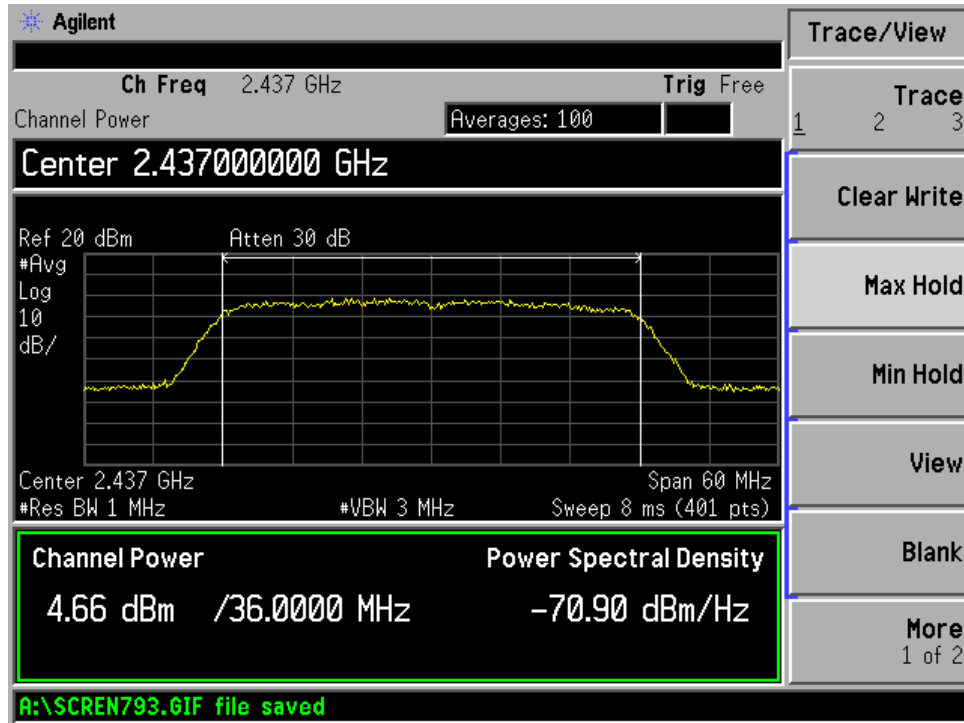 Agilent
Trace/View
Ch Freq 2.437 GHz Trig Free
Channel Power Averages: 100
Center 2.437000000 GHz
Ref 20 dBm Atten 30 dB
#Avg
Log
10
dB/
Center 2.437 GHz Span 60 MHz
#Res BW 1 MHz #VBW 3 MHz Sweep 8 ms (401 pts)
Channel Power Power Spectral Density
4.66 dBm /36.0000 MHz -70.90 dBm/Hz
A:\SCREN793.GIF file saved
Trace
1 2 3
Clear Write
Max Hold
Min Hold
View
Blank
More
1 of 2